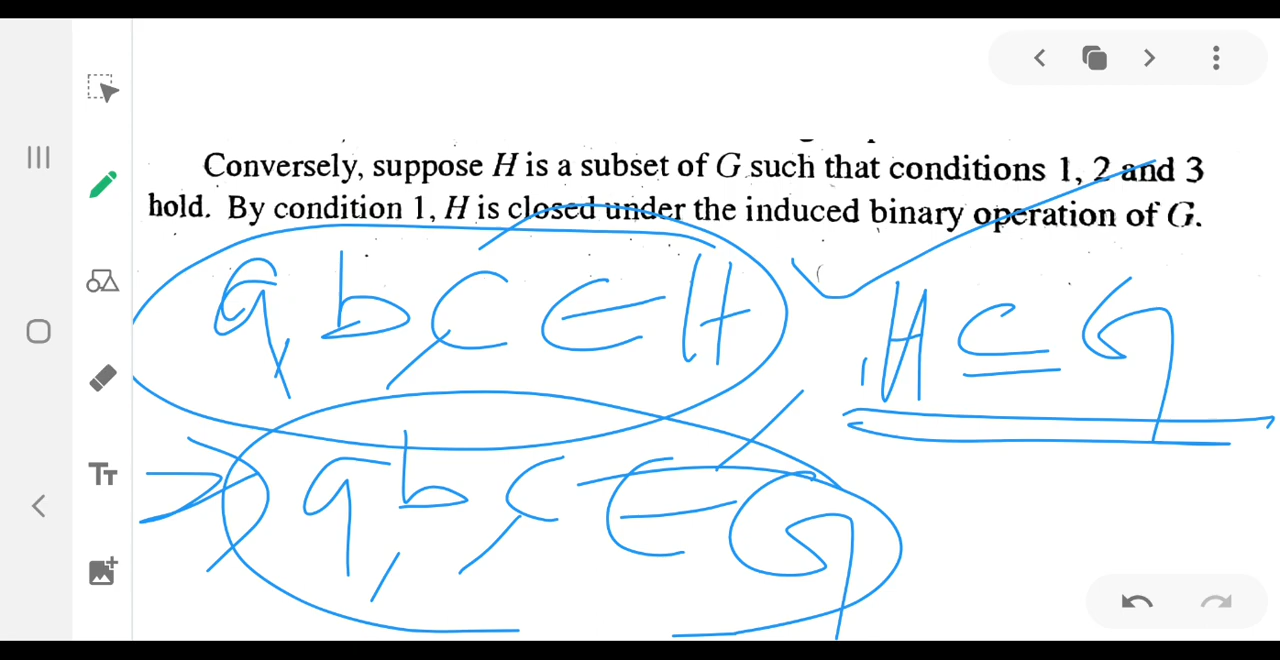 Conversely, suppose H is a subset of G such that conditions 1, 2 and 3
hold. By condition 1, H is closed under the induced binary operation of G.
a, b, c ∈ H
H ⊆ G
⇒ a, b, c ∈ G
Tт